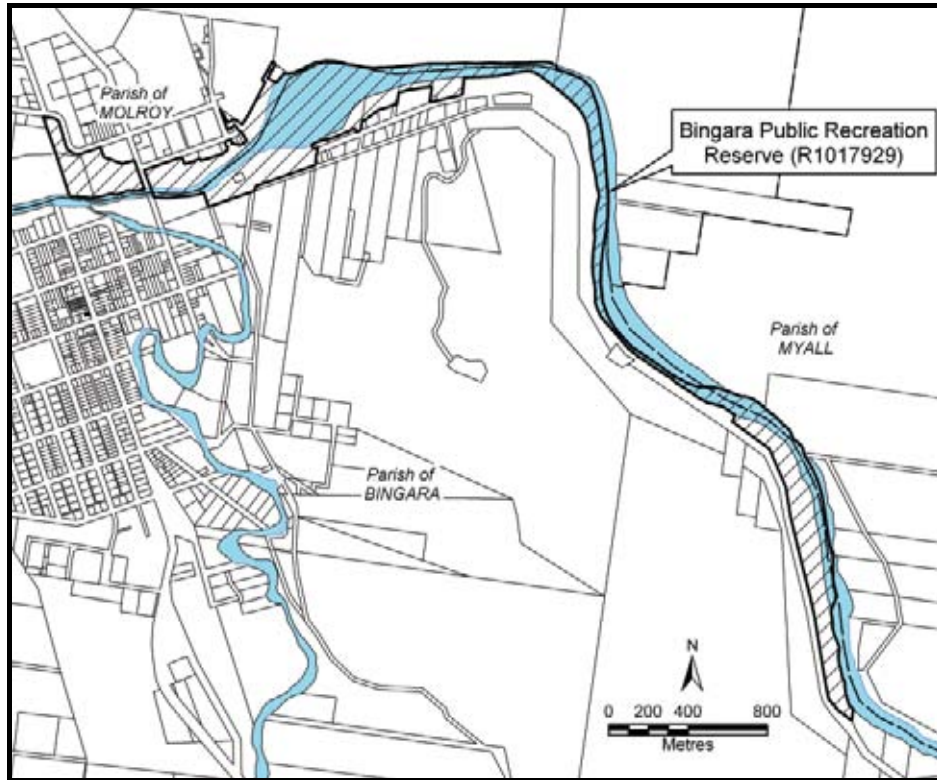 Parish of
MOLROY
Bingara Public Recreation
Reserve (R1017929)
Parish of
MYALL
Parish of
BINGARA
N
0 200 400 800
Metres